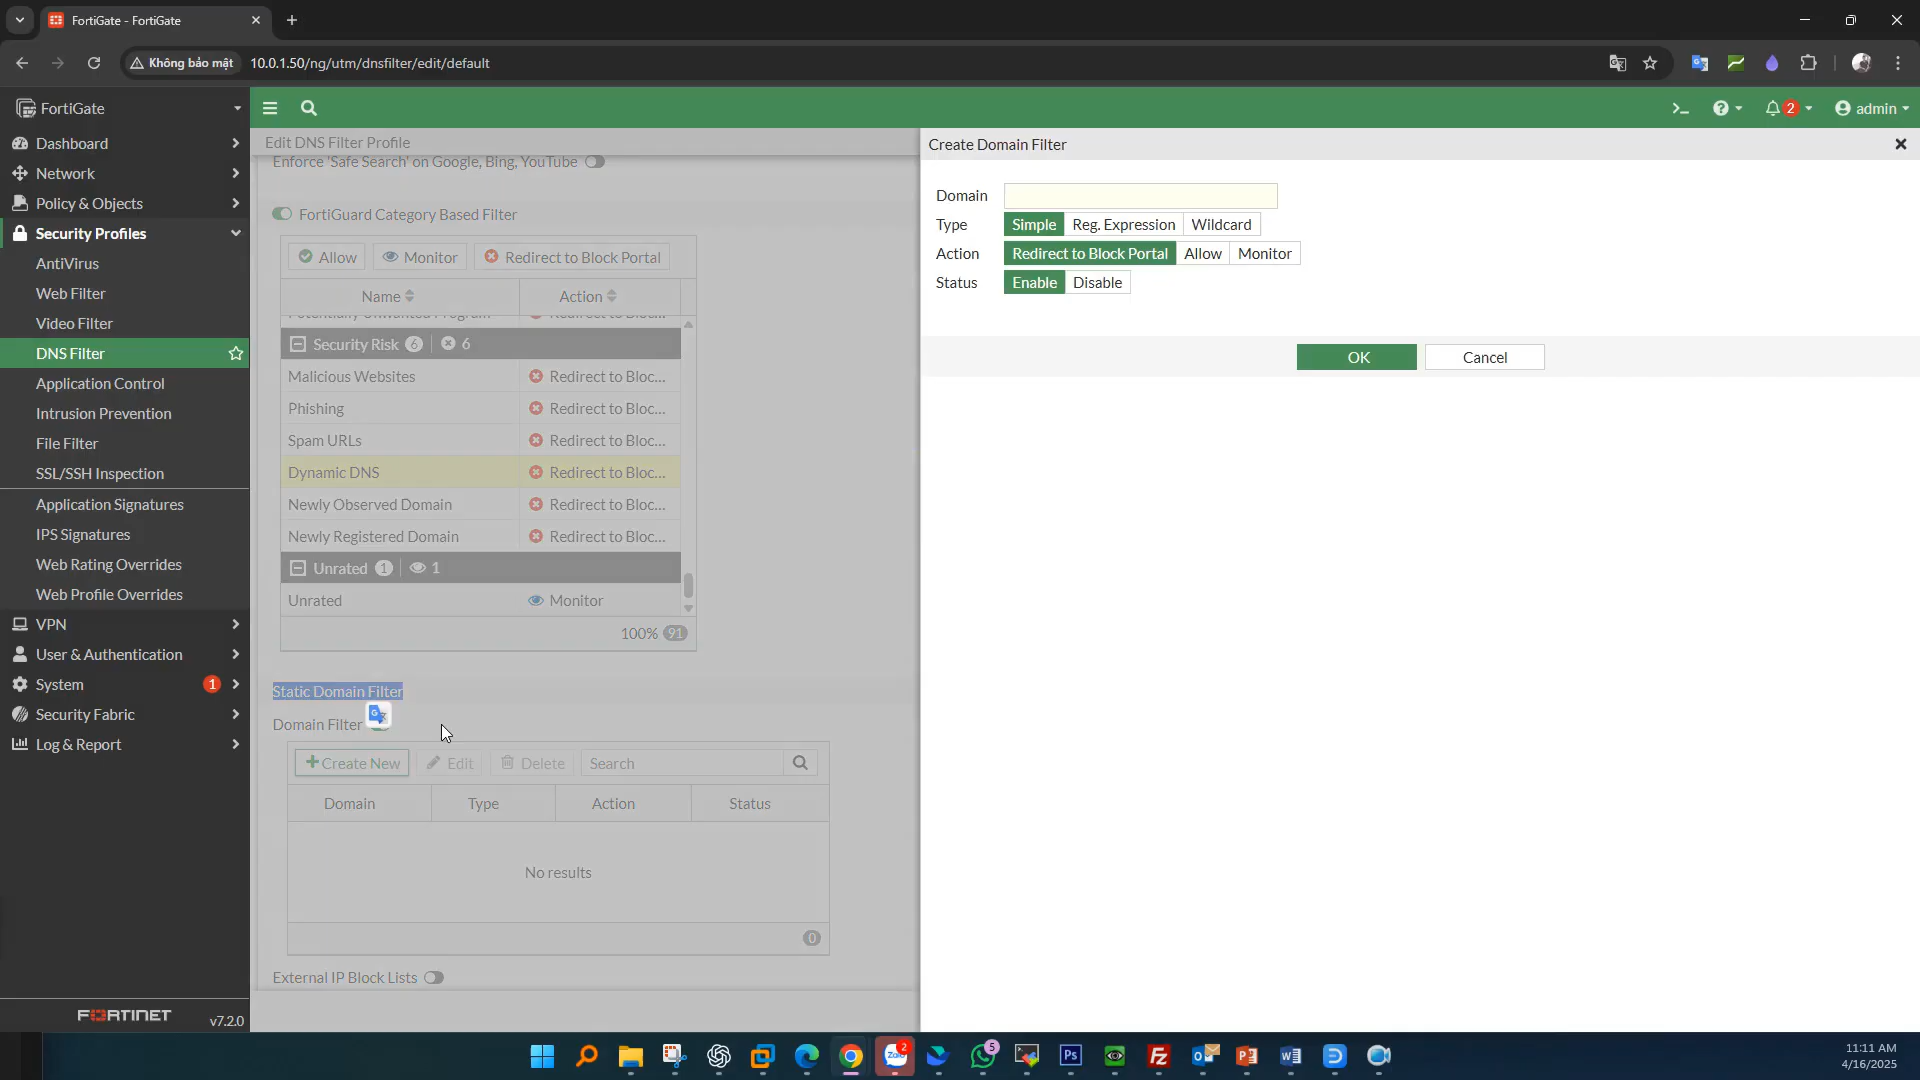 FortiGate - FortiGate
Không bảo mật
10.0.1.50/ng/utm/dnsfilter/edit/default
FortiGate
2
admin
Dashboard
Network
Policy & Objects
Security Profiles
AntiVirus
Web Filter
Video Filter
DNS Filter
Application Control
Intrusion Prevention
File Filter
SSL/SSH Inspection
Application Signatures
IPS Signatures
Web Rating Overrides
Web Profile Overrides
VPN
User & Authentication
System 1
Security Fabric
Log & Report
FORTINET v7.2.0
Edit DNS Filter Profile
Enforce 'Safe Search' on Google, Bing, YouTube
FortiGuard Category Based Filter
Allow Monitor Redirect to Block Portal
Name Action
Potentially Unwanted Program Redirect to Bloc...
Security Risk 6 6
Malicious Websites Redirect to Bloc...
Phishing Redirect to Bloc...
Spam URLs Redirect to Bloc...
Dynamic DNS Redirect to Bloc...
Newly Observed Domain Redirect to Bloc...
Newly Registered Domain Redirect to Bloc...
Unrated 1 1
Unrated Monitor
100% 91
Static Domain Filter
Domain Filter
Create New Edit Delete Search
Domain Type Action Status
No results
0
External IP Block Lists
Create Domain Filter
Domain
Type Simple Reg. Expression Wildcard
Action Redirect to Block Portal Allow Monitor
Status Enable Disable
OK Cancel
Zalo 2
5
Ps
11:11 AM
4/16/2025